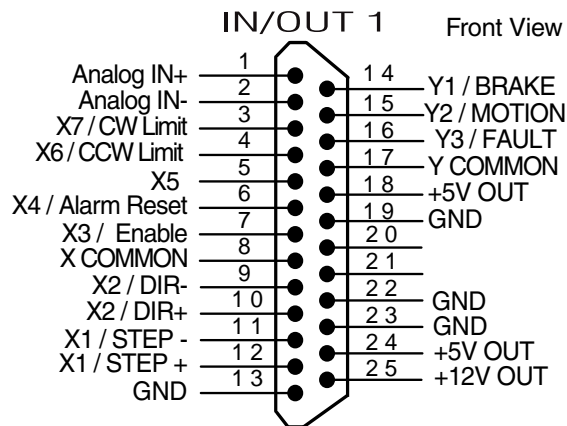 IN/OUT 1
Front View
Analog IN+ 1
Analog IN- 2
X7 / CW Limit 3
X6 / CCW Limit 4
X5 5
X4 / Alarm Reset 6
X3 / Enable 7
X COMMON 8
X2 / DIR- 9
X2 / DIR+ 10
X1 / STEP - 11
X1 / STEP + 12
GND 13
14 Y1 / BRAKE
15 Y2 / MOTION
16 Y3 / FAULT
17 Y COMMON
18 +5V OUT
19 GND
20
21
22 GND
23 GND
24 +5V OUT
25 +12V OUT